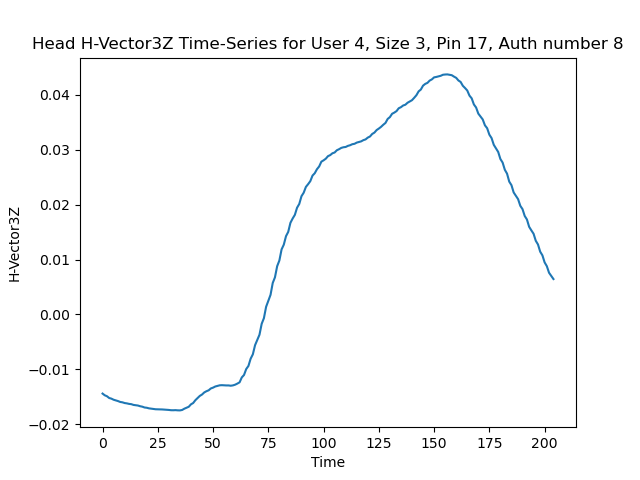 Head H-Vector3Z Time-Series for User 4, Size 3, Pin 17, Auth number 8
H-Vector3Z
0.04
0.03
0.02
0.01
0.00
−0.01
−0.02
0 25 50 75 100 125 150 175 200
Time